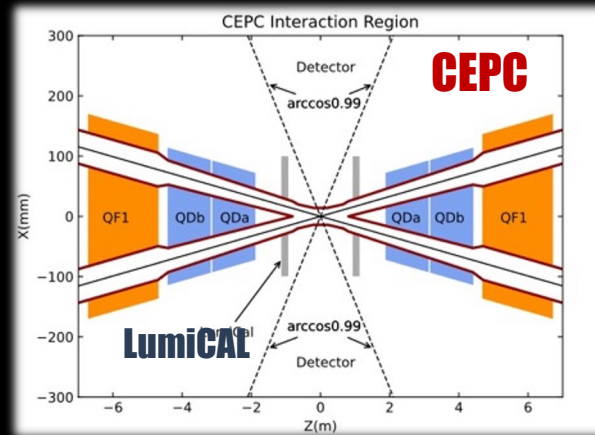 CEPC Interaction Region
300
200
100
0
−100
−200
−300
X(mm)
Detector
CEPC
arccos0.99
QF1
QDb
QDa
QDa
QDb
QF1
LumiCAL
arccos0.99
Detector
−6
−4
−2
0
2
4
6
Z(m)